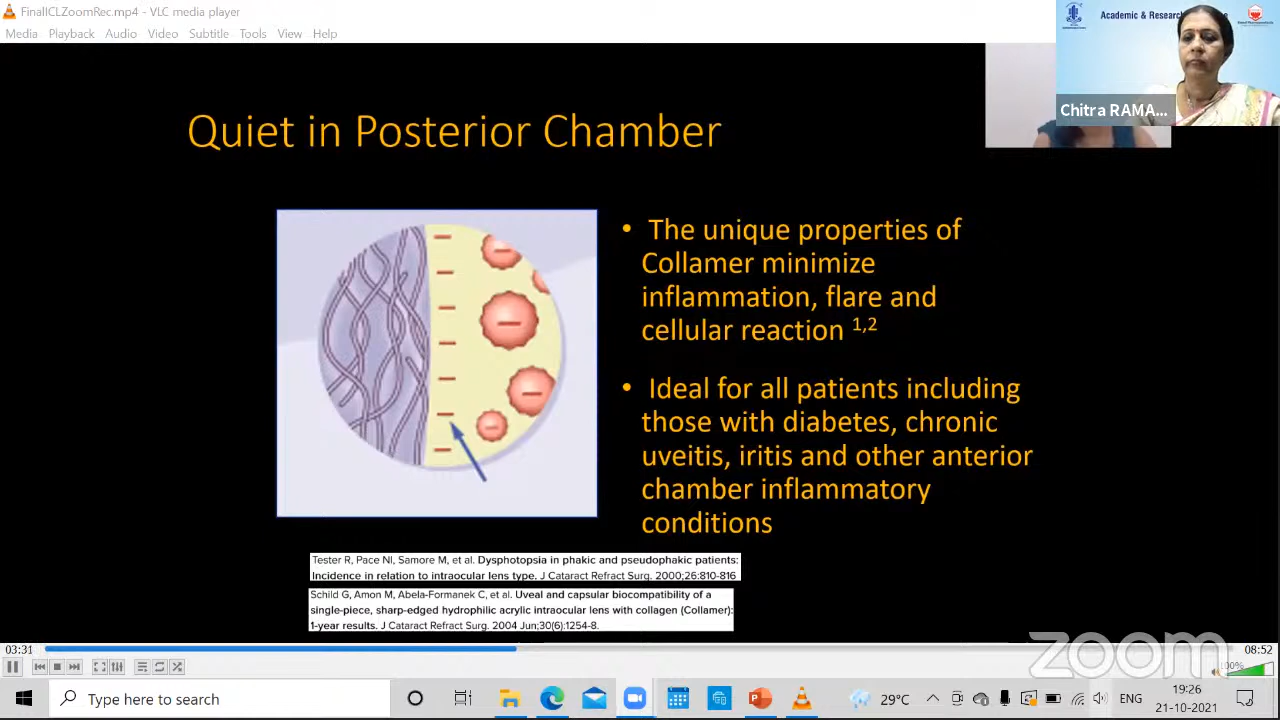 FinalICLZoomRec.mp4 - VLC media player
Media Playback Audio Video Subtitle Tools View Help
Academic & Research
Chitra RAMA...
Quiet in Posterior Chamber
• The unique properties of
Collamer minimize
inflammation, flare and
cellular reaction 1,2
• Ideal for all patients including
those with diabetes, chronic
uveitis, iritis and other anterior
chamber inflammatory
conditions
Tester R, Pace NI, Samore M, et al. Dysphotopsia in phakic and pseudophakic patients:
Incidence in relation to intraocular lens type. J Cataract Refract Surg. 2000;26:810-816
Schild G, Amon M, Abela-Formanek C, et al. Uveal and capsular biocompatibility of a
single-piece, sharp-edged hydrophilic acrylic intraocular lens with collagen (Collamer):
1-year results. J Cataract Refract Surg. 2004 Jun;30(6):1254-8.
03:31
08:52
zoom
100%
Type here to search
29°C
ENG
19:26
21-10-2021